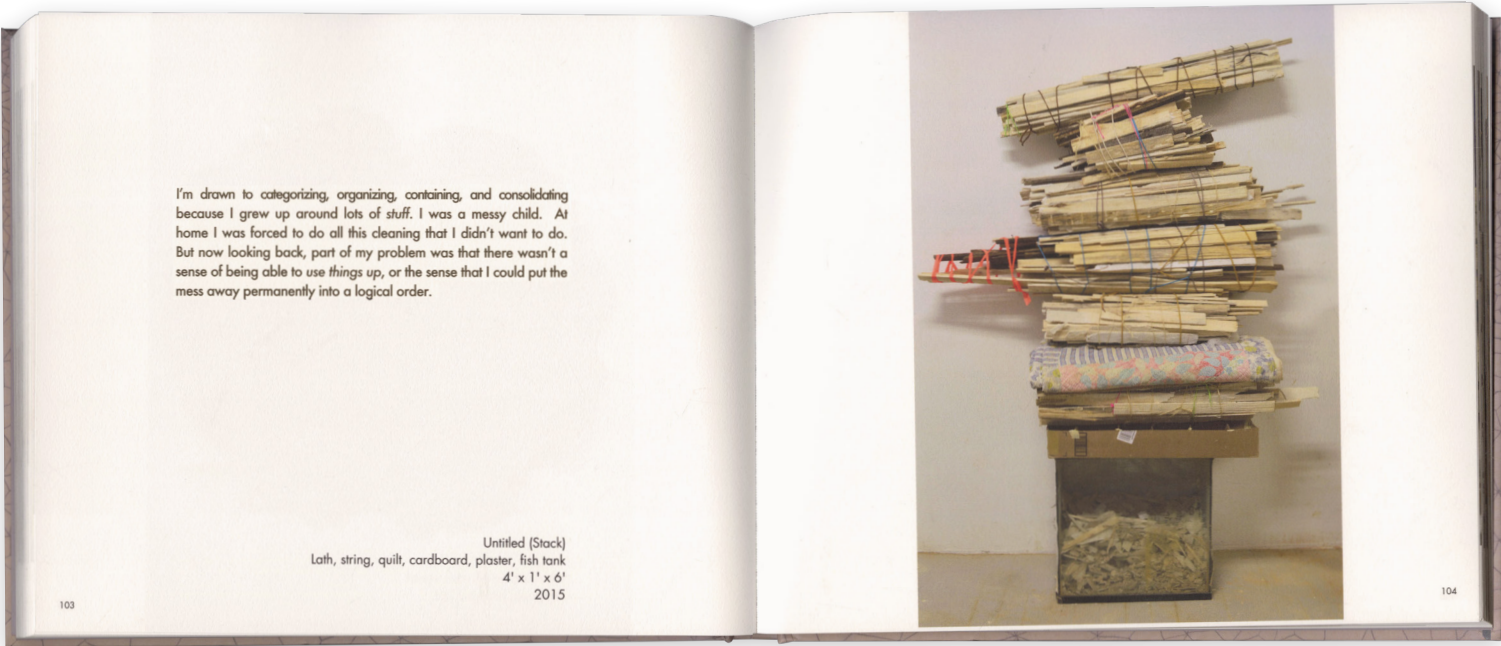 I'm drawn to categorizing, organizing, containing, and consolidating
because I grew up around lots of stuff. I was a messy child. At
home I was forced to do all this cleaning that I didn't want to do.
But now looking back, part of my problem was that there wasn't a
sense of being able to use things up, or the sense that I could put the
mess away permanently into a logical order.
Untitled (Stack)
Lath, string, quilt, cardboard, plaster, fish tank
4' x 1' x 6'
2015
103
104